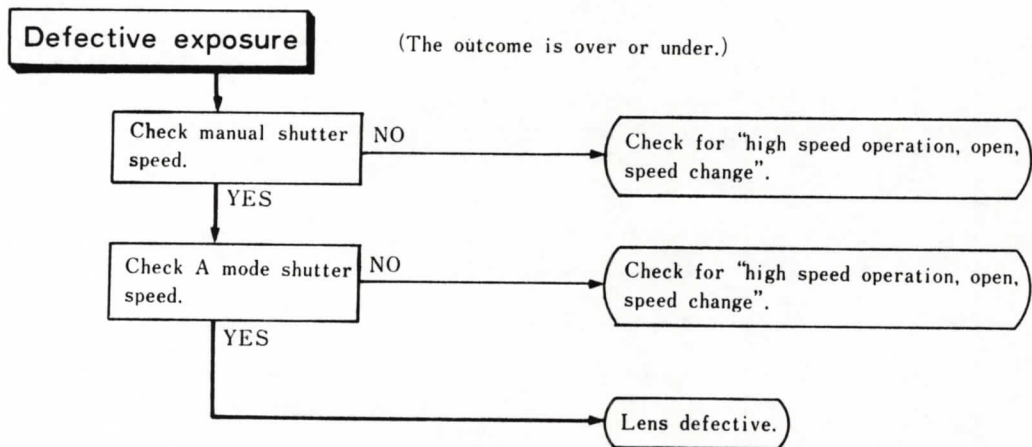 Defective exposure
(The outcome is over or under.)
Check manual shutter
speed.
NO
Check for “high speed operation, open,
speed change”.
YES
Check A mode shutter
speed.
NO
Check for “high speed operation, open,
speed change”.
YES
Lens defective.